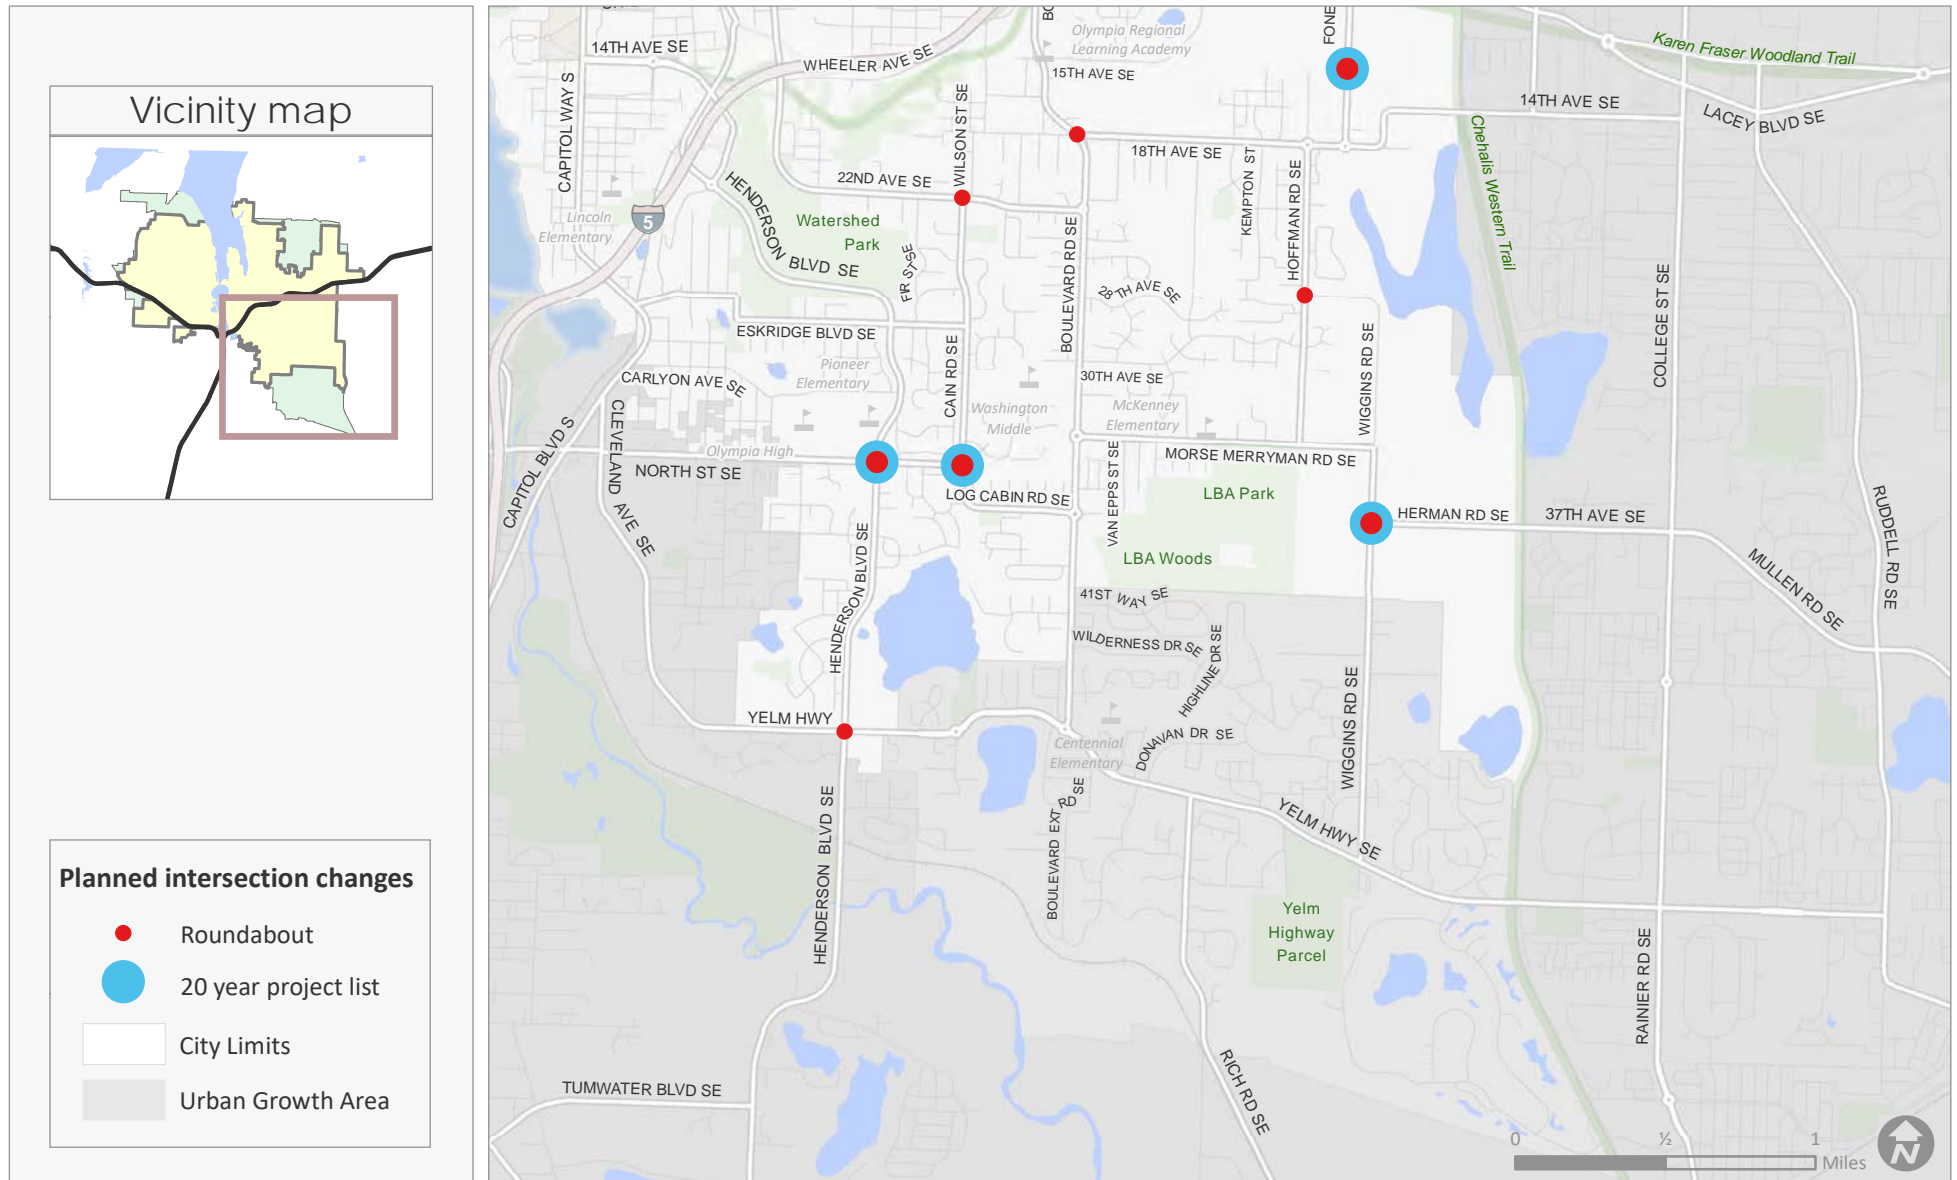 Vicinity map
Planned intersection changes
Roundabout
20 year project list
City Limits
Urban Growth Area
14TH AVE SE
WHEELER AVE SE
Olympia Regional
Learning Academy
15TH AVE SE
FONE
Karen Fraser Woodland Trail
14TH AVE SE
LACEY BLVD SE
CAPITOL WAY S
WILSON ST SE
18TH AVE SE
KEMPTON ST
HOFFMAN RD SE
Chehalis Western Trail
22ND AVE SE
HENDERSON BLVD SE
Watershed
Park
Lincoln
Elementary
5
FIR ST SE
BOULEVARD RD SE
28TH AVE SE
COLLEGE ST SE
ESKRIDGE BLVD SE
WIGGINS RD SE
Pioneer
Elementary
CAIN RD SE
30TH AVE SE
CARLYON AVE SE
Washington
Middle
McKenney
Elementary
CLEVELAND AVE SE
CAPITOL BLVD S
Olympia High
NORTH ST SE
MORSE MERRYMAN RD SE
LOG CABIN RD SE
VAN EPPS ST SE
LBA Park
HERMAN RD SE
37TH AVE SE
RUDDELL RD SE
LBA Woods
MULLEN RD SE
HENDERSON BLVD SE
41ST WAY SE
WILDERNESS DR SE
HIGHLINE DR SE
WIGGINS RD SE
YELM HWY
Centennial
Elementary
DONAVAN DR SE
BOULEVARD EXT RD SE
YELM HWY SE
HENDERSON BLVD SE
Yelm
Highway
Parcel
RAINIER RD SE
RICH RD SE
TUMWATER BLVD SE
0 ½ 1
Miles
N